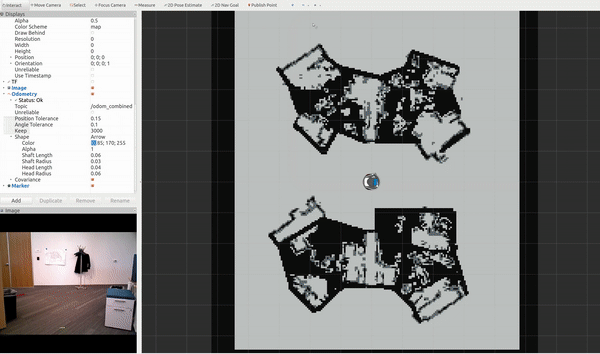 Interact
Move Camera
Select
Focus Camera
Measure
2D Pose Estimate
2D Nav Goal
Publish Point
Displays
Alpha 0.5
Color Scheme map
Draw Behind
Resolution 0
Width 0
Height 0
Position 0; 0; 0
Orientation 0; 0; 0; 1
Unreliable
Use Timestamp
TF
Image
Odometry
Status: Ok
Topic /odom_combined
Unreliable
Position Tolerance 0.15
Angle Tolerance 0.1
Keep 3000
Shape Arrow
Color 85; 170; 255
Alpha 1
Shaft Length 0.06
Shaft Radius 0.03
Head Length 0.04
Head Radius 0.06
Covariance
Marker
Add
Duplicate
Remove
Rename
Image